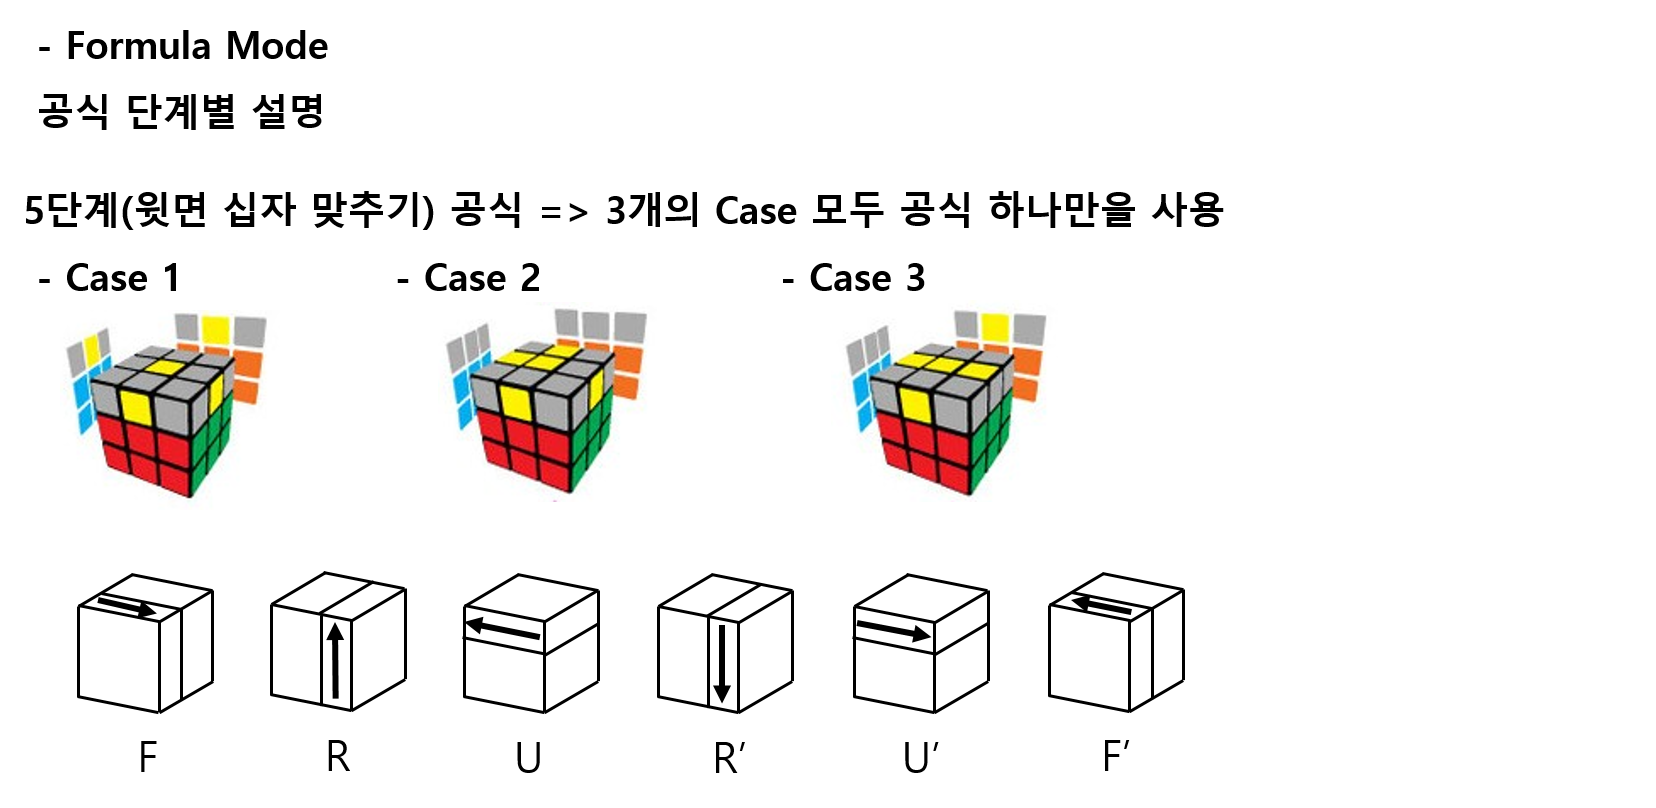 - Formula Mode
공식 단계별 설명
5단계(윗면 십자 맞추기) 공식 => 3개의 Case 모두 공식 하나만을 사용
- Case 1 - Case 2 - Case 3
F R U R′ U′ F′